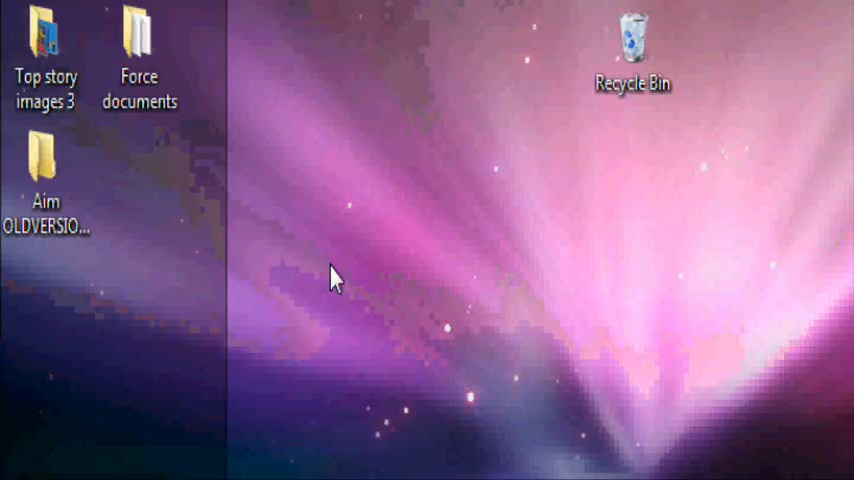 Top story
images 3
Force
documents
Recycle Bin
Aim
OLDVERSIO...